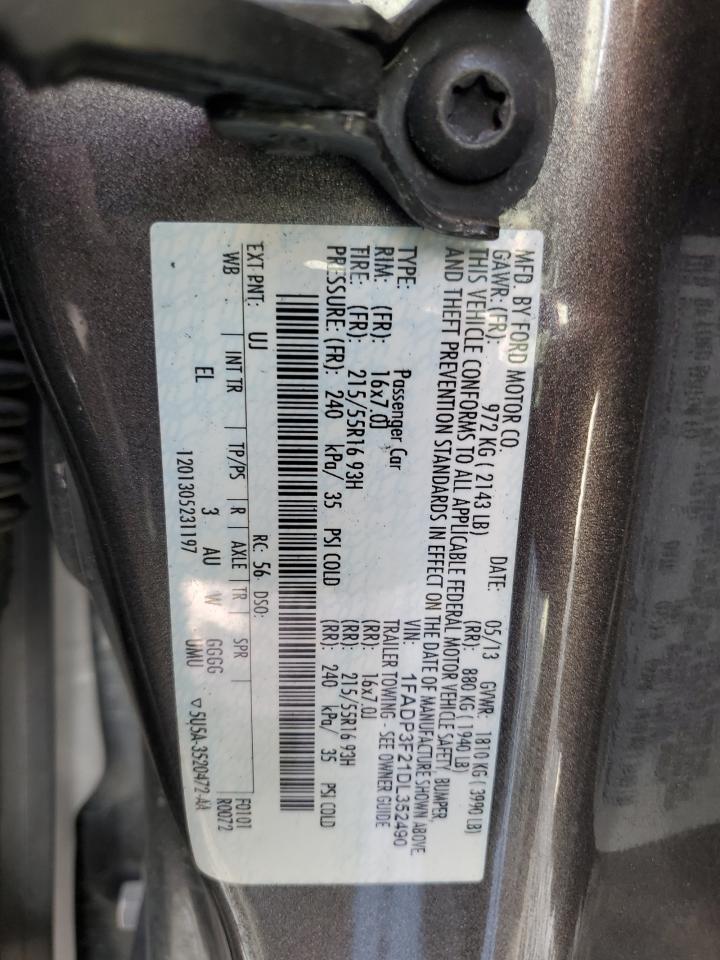 MFD. BY FORD MOTOR CO.
DATE: 05/13 GVWR: 1810 KG ( 3990 LB)
GAWR: (FR): 972 KG ( 2143 LB) (RR): 880 KG (1940 LB)
THIS VEHICLE CONFORMS TO ALL APPLICABLE FEDERAL MOTOR VEHICLE SAFETY, BUMPER,
AND THEFT PREVENTION STANDARDS IN EFFECT ON THE DATE OF MANUFACTURE SHOWN ABOVE
VIN: 1FADP3F21DL352490
TYPE: Passenger Car TRAILER TOWING - SEE OWNER GUIDE
RIM: (FR): 16x7.0J (RR): 16x7.0J
TIRE: (FR): 215/55R16 93H (RR): 215/55R16 93H
PRESSURE: (FR): 240 kPa/ 35 PSI COLD (RR): 240 kPa/ 35 PSI COLD
EXT PNT: UJ RC: 56 DSO:
F0101
R0072
WB INT TR TP/PS R AXLE TR SPR
EL 3 AU W GGGG
1201305231197 UMU ▽5U5A-3520472-AA